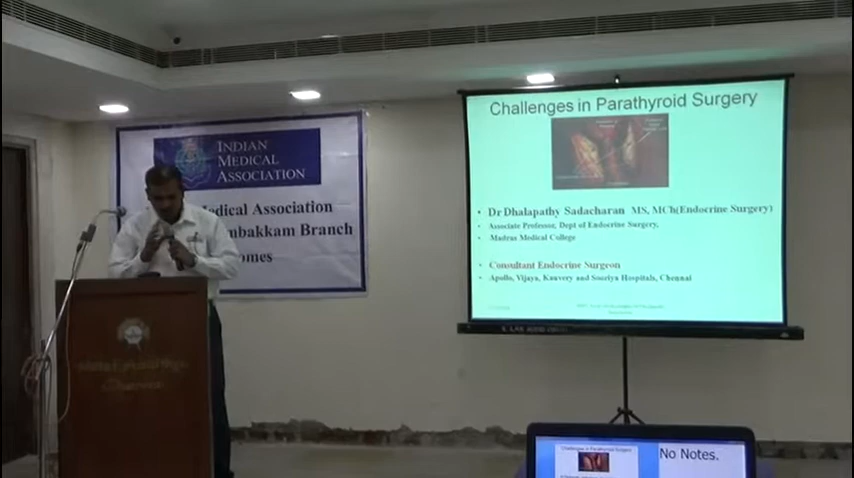 INDIAN
MEDICAL
ASSOCIATION
Medical Association
mbakkam Branch
omes
Challenges in Parathyroid Surgery
• Dr Dhalapathy Sadacharan MS, MCh(Endocrine Surgery)
• Associate Professor, Dept of Endocrine Surgery,
• Madras Medical College
• Consultant Endocrine Surgeon
• Apollo, Vijaya, Kauvery and Sooriya Hospitals, Chennai
Challenges in Parathyroid Surgery
No Notes.